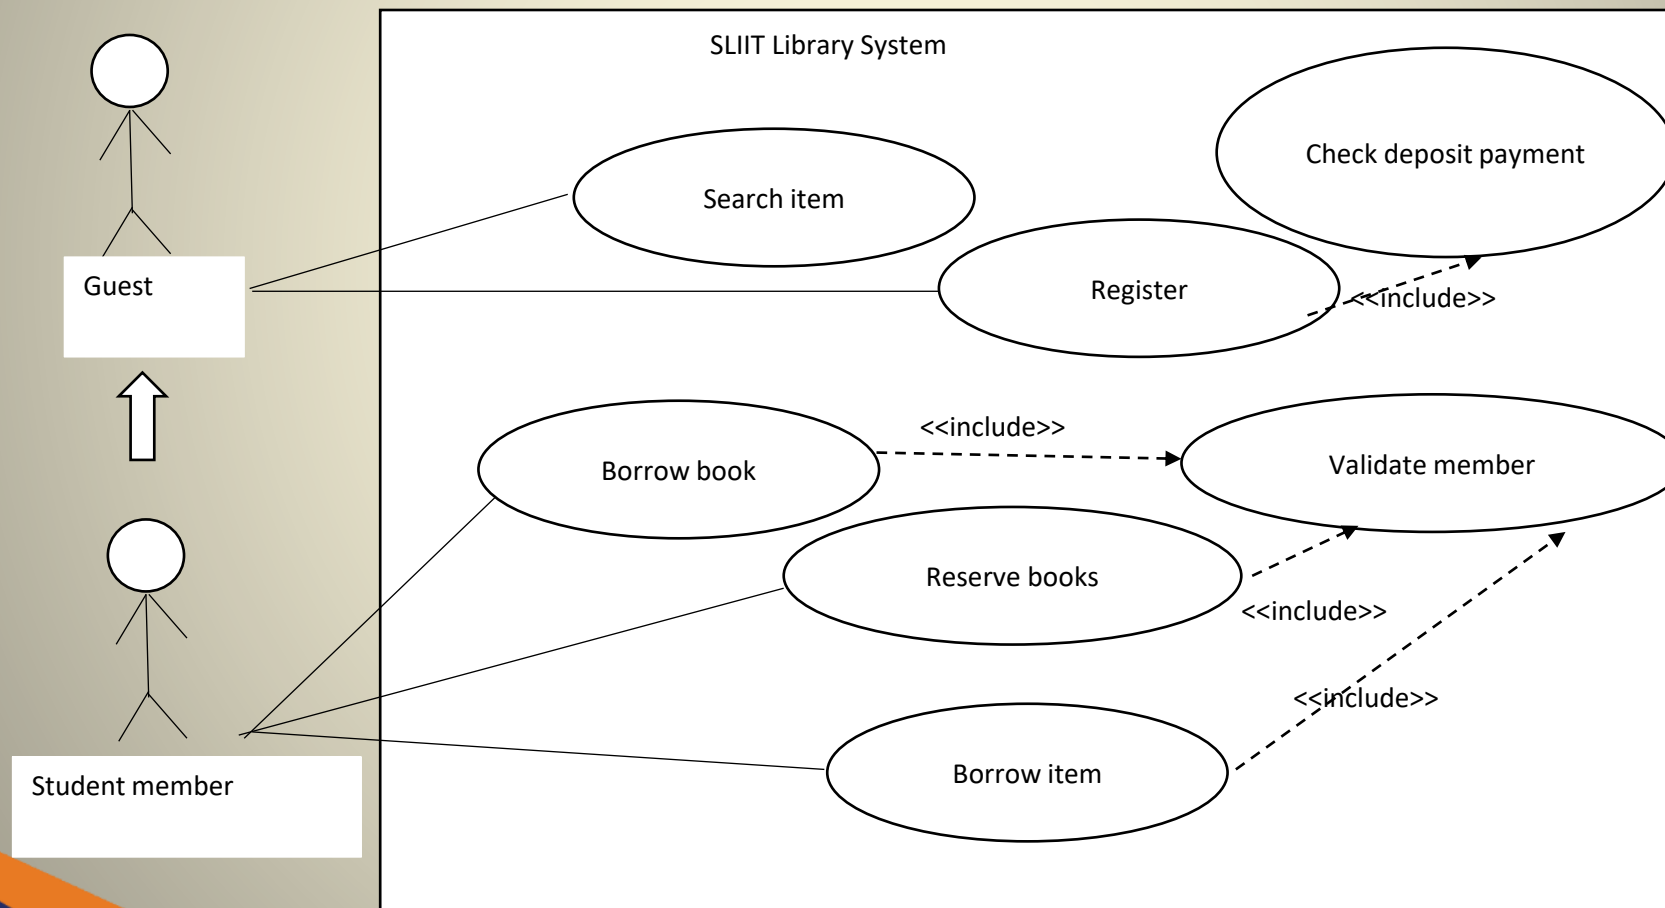 SLIIT Library System
Check deposit payment
Search item
Guest
Register
<<include>>
<<include>>
Borrow book
Validate member
Reserve books
<<include>>
<<include>>
Borrow item
Student member